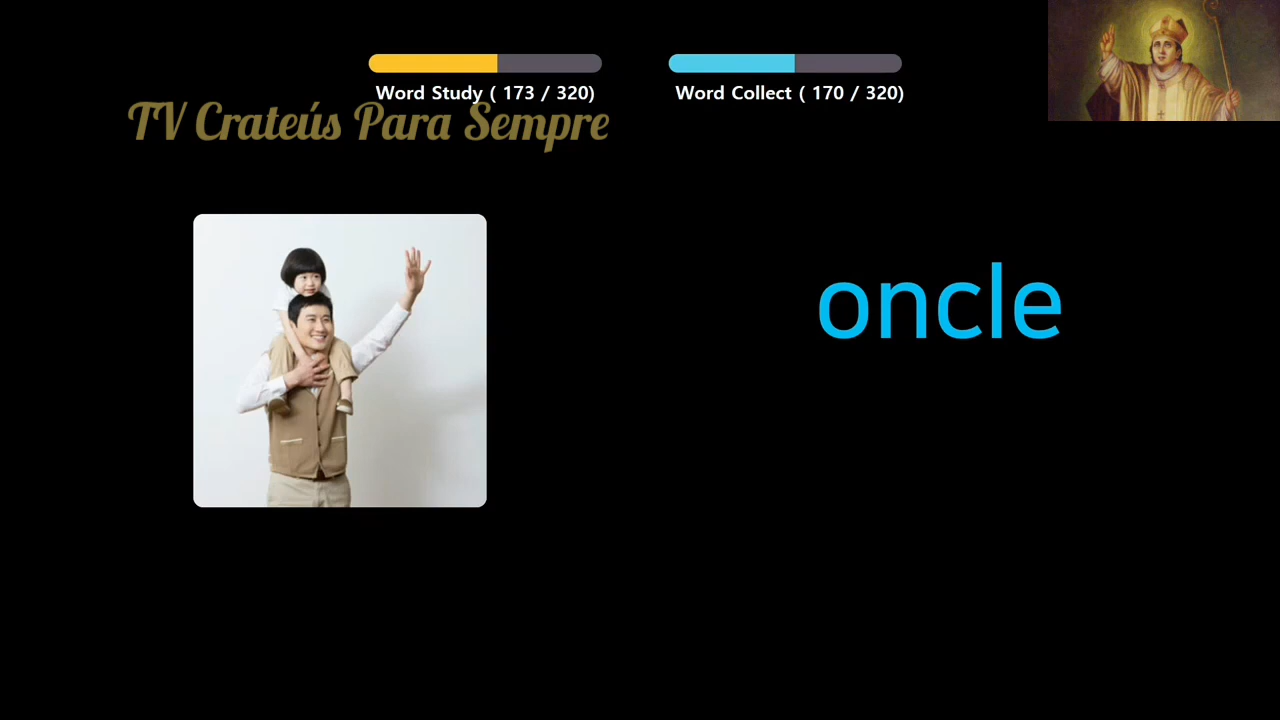 Word Study ( 173 / 320)
Word Collect ( 170 / 320)
TV Crateús Para Sempre
oncle